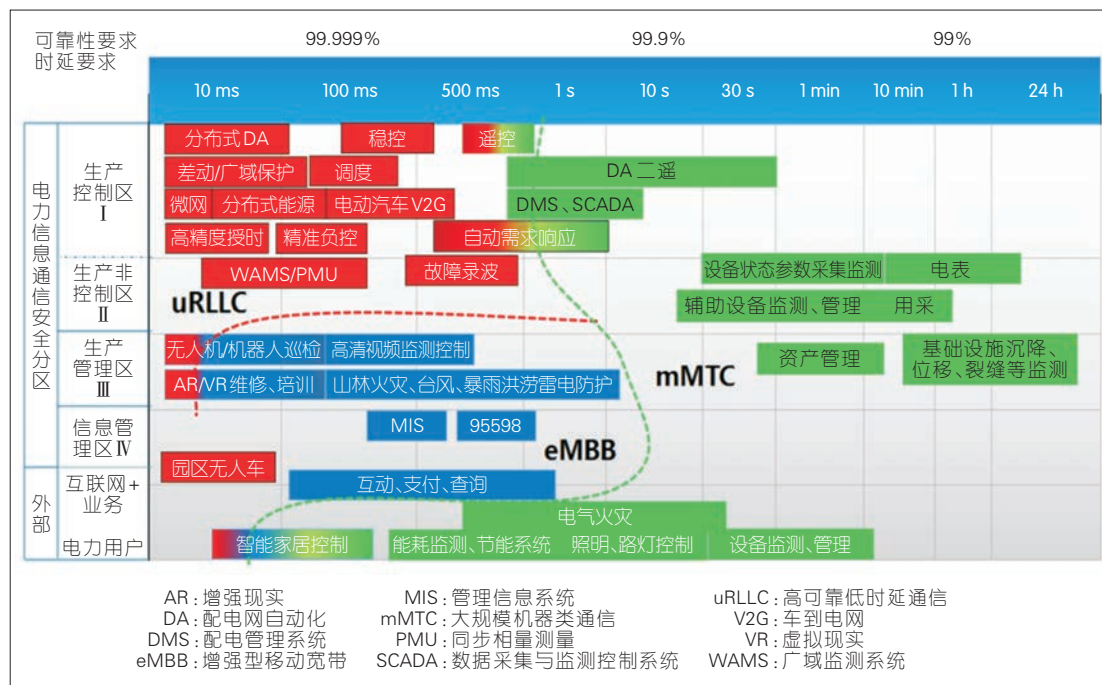 可靠性要求 99.999% 99.9% 99%
时延要求
10 ms 100 ms 500 ms 1 s 10 s 30 s 1 min 10 min 1 h 24 h
电力信息通信安全分区
生产
控制区
Ⅰ
分布式DA 稳控 遥控
差动/广域保护 调度 DA 二遥
微网 分布式能源 电动汽车V2G DMS、SCADA
高精度授时 精准负控 自动需求响应
生产非
控制区
Ⅱ
WAMS/PMU 故障录波 设备状态参数采集监测 电表
辅助设备监测、管理 用采
uRLLC
生产
管理区
Ⅲ
无人机/机器人巡检 高清视频监测控制 资产管理
基础设施沉降、
位移、裂缝等监测
AR/VR维修、培训 山林火灾、台风、暴雨洪涝雷电防护
mMTC
信息管
理区Ⅳ
MIS 95598
eMBB
外部
互联网+
业务
园区无人车
互动、支付、查询
电气火灾
电力用户
智能家居控制 能耗监测、节能系统 照明、路灯控制 设备监测、管理
AR:增强现实 MIS:管理信息系统 uRLLC:高可靠低时延通信
DA:配电网自动化 mMTC:大规模机器类通信 V2G:车到电网
DMS:配电管理系统 PMU:同步相量测量 VR:虚拟现实
eMBB:增强型移动宽带 SCADA:数据采集与监测控制系统 WAMS:广域监测系统